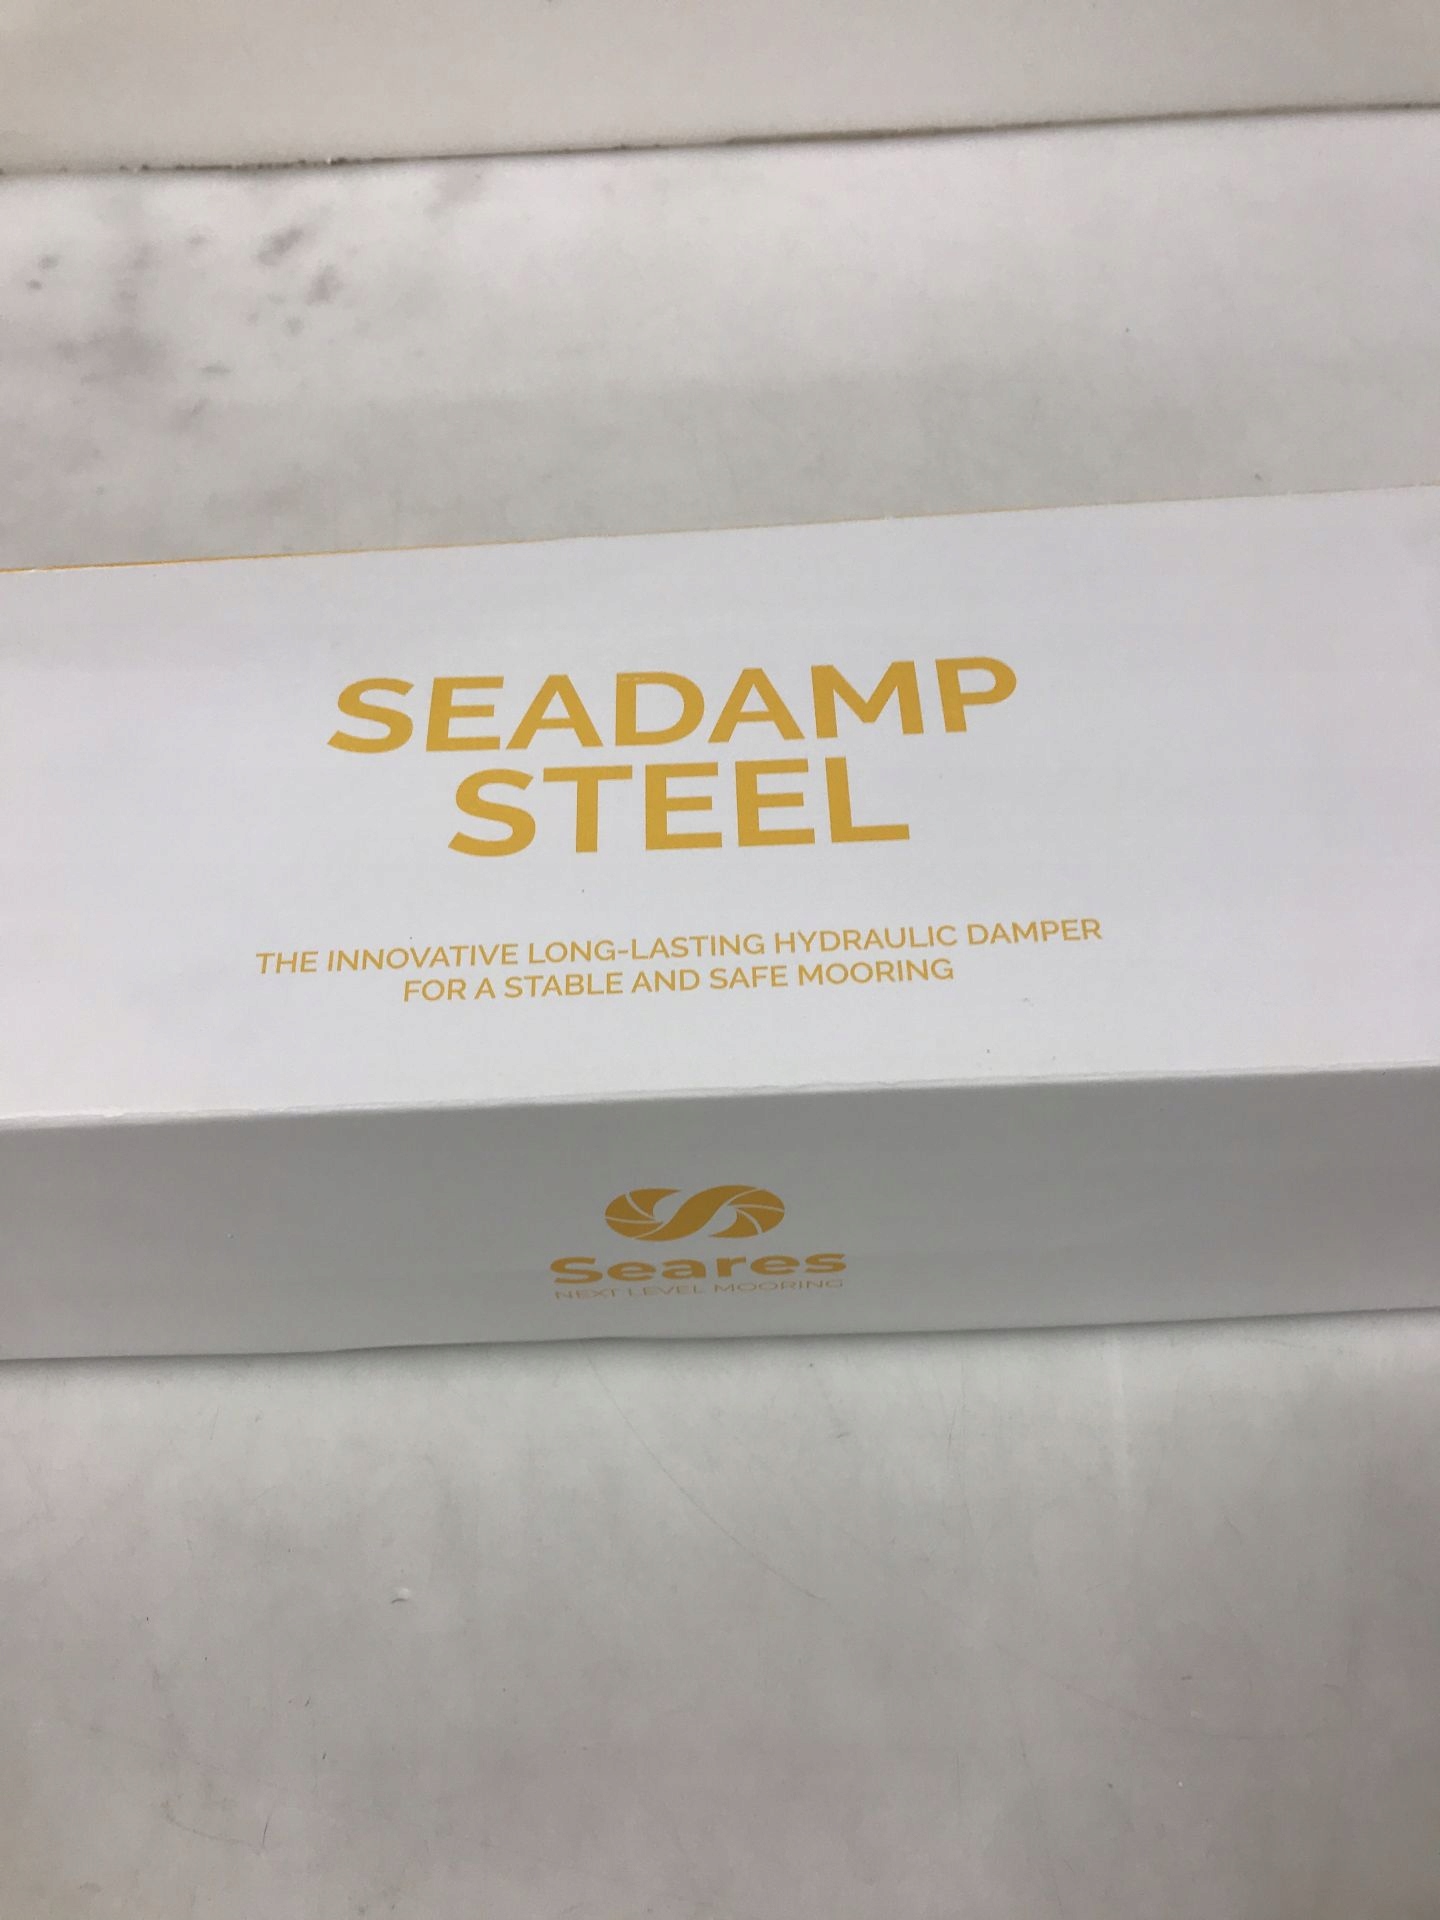 SEADAMP
STEEL
THE INNOVATIVE LONG-LASTING HYDRAULIC DAMPER
FOR A STABLE AND SAFE MOORING
Seares
NEXT LEVEL MOORING